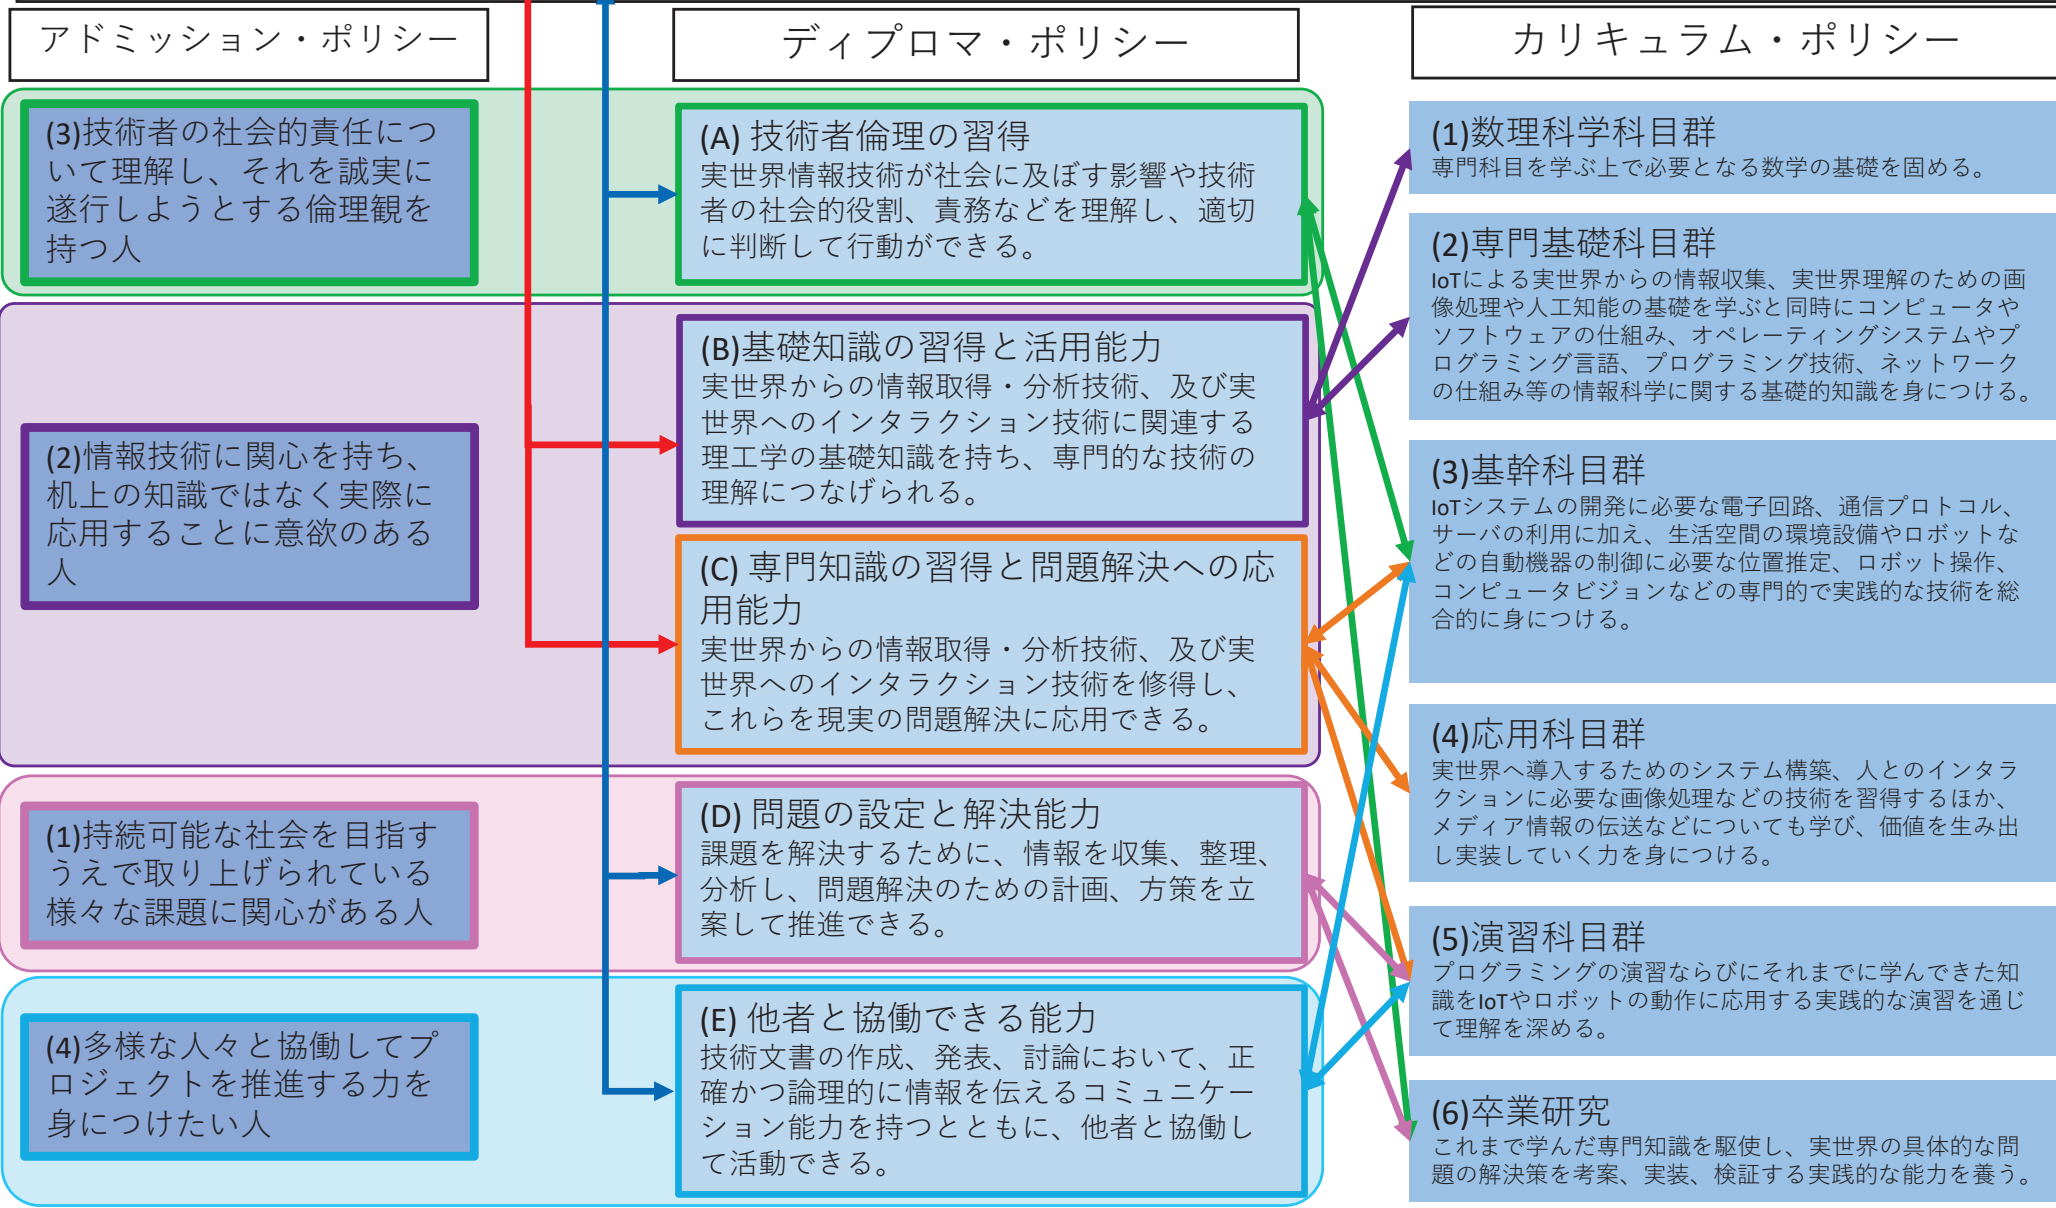 アドミッション・ポリシー
ディプロマ・ポリシー
カリキュラム・ポリシー
(3)技術者の社会的責任につ
いて理解し、それを誠実に
遂行しようとする倫理観を
持つ人
(2)情報技術に関心を持ち、
机上の知識ではなく実際に
応用することに意欲のある
人
(1)持続可能な社会を目指す
うえで取り上げられている
様々な課題に関心がある人
(4)多様な人々と協働してプ
ロジェクトを推進する力を
身につけたい人
(A) 技術者倫理の習得
実世界情報技術が社会に及ぼす影響や技術
者の社会的役割、責務などを理解し、適切
に判断して行動ができる。
(B)基礎知識の習得と活用能力
実世界からの情報取得・分析技術、及び実
世界へのインタラクション技術に関連する
理工学の基礎知識を持ち、専門的な技術の
理解につなげられる。
(C) 専門知識の習得と問題解決への応
用能力
実世界からの情報取得・分析技術、及び実
世界へのインタラクション技術を修得し、
これらを現実の問題解決に応用できる。
(D) 問題の設定と解決能力
課題を解決するために、情報を収集、整理、
分析し、問題解決のための計画、方策を立
案して推進できる。
(E) 他者と協働できる能力
技術文書の作成、発表、討論において、正
確かつ論理的に情報を伝えるコミュニケー
ション能力を持つとともに、他者と協働し
て活動できる。
(1)数理科学科目群
専門科目を学ぶ上で必要となる数学の基礎を固める。
(2)専門基礎科目群
IoTによる実世界からの情報収集、実世界理解のための画
像処理や人工知能の基礎を学ぶと同時にコンピュータや
ソフトウェアの仕組み、オペレーティングシステムやプ
ログラミング言語、プログラミング技術、ネットワーク
の仕組み等の情報科学に関する基礎的知識を身につける。
(3)基幹科目群
IoTシステムの開発に必要な電子回路、通信プロトコル、
サーバの利用に加え、生活空間の環境設備やロボットな
どの自動機器の制御に必要な位置推定、ロボット操作、
コンピュータビジョンなどの専門的で実践的な技術を総
合的に身につける。
(4)応用科目群
実世界へ導入するためのシステム構築、人とのインタラ
クションに必要な画像処理などの技術を習得するほか、
メディア情報の伝送などについても学び、価値を生み出
し実装していく力を身につける。
(5)演習科目群
プログラミングの演習ならびにそれまでに学んできた知
識をIoTやロボットの動作に応用する実践的な演習を通じ
て理解を深める。
(6)卒業研究
これまで学んだ専門知識を駆使し、実世界の具体的な問
題の解決策を考案、実装、検証する実践的な能力を養う。